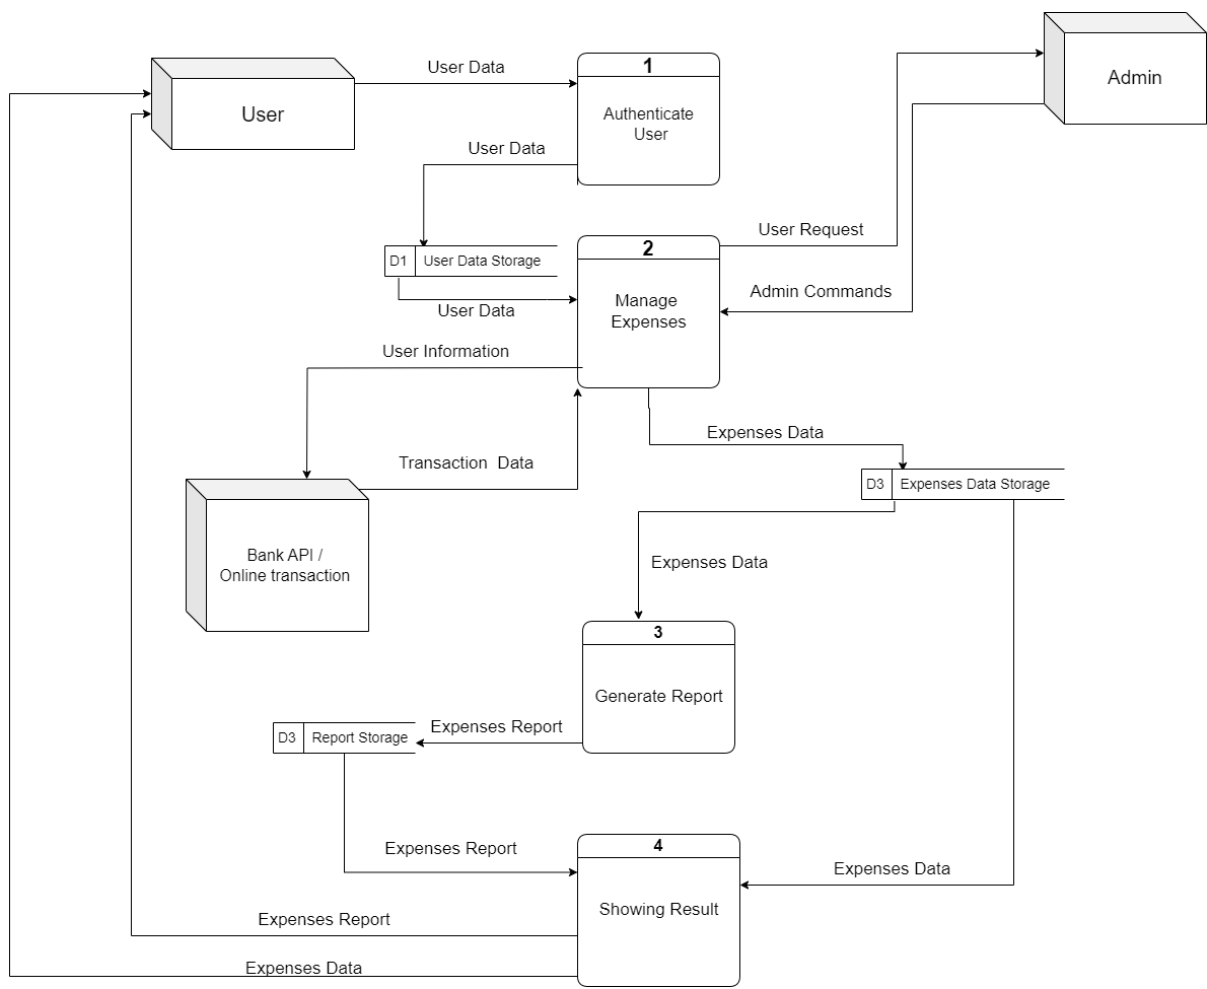 User Data
1
Admin
User
Authenticate
User
User Data
User Request
2
D1
User Data Storage
Admin Commands
Manage
Expenses
User Data
User Information
Expenses Data
Transaction Data
D3
Expenses Data Storage
Bank API /
Online transaction
Expenses Data
3
Generate Report
Expenses Report
D3
Report Storage
4
Expenses Report
Expenses Data
Showing Result
Expenses Report
Expenses Data